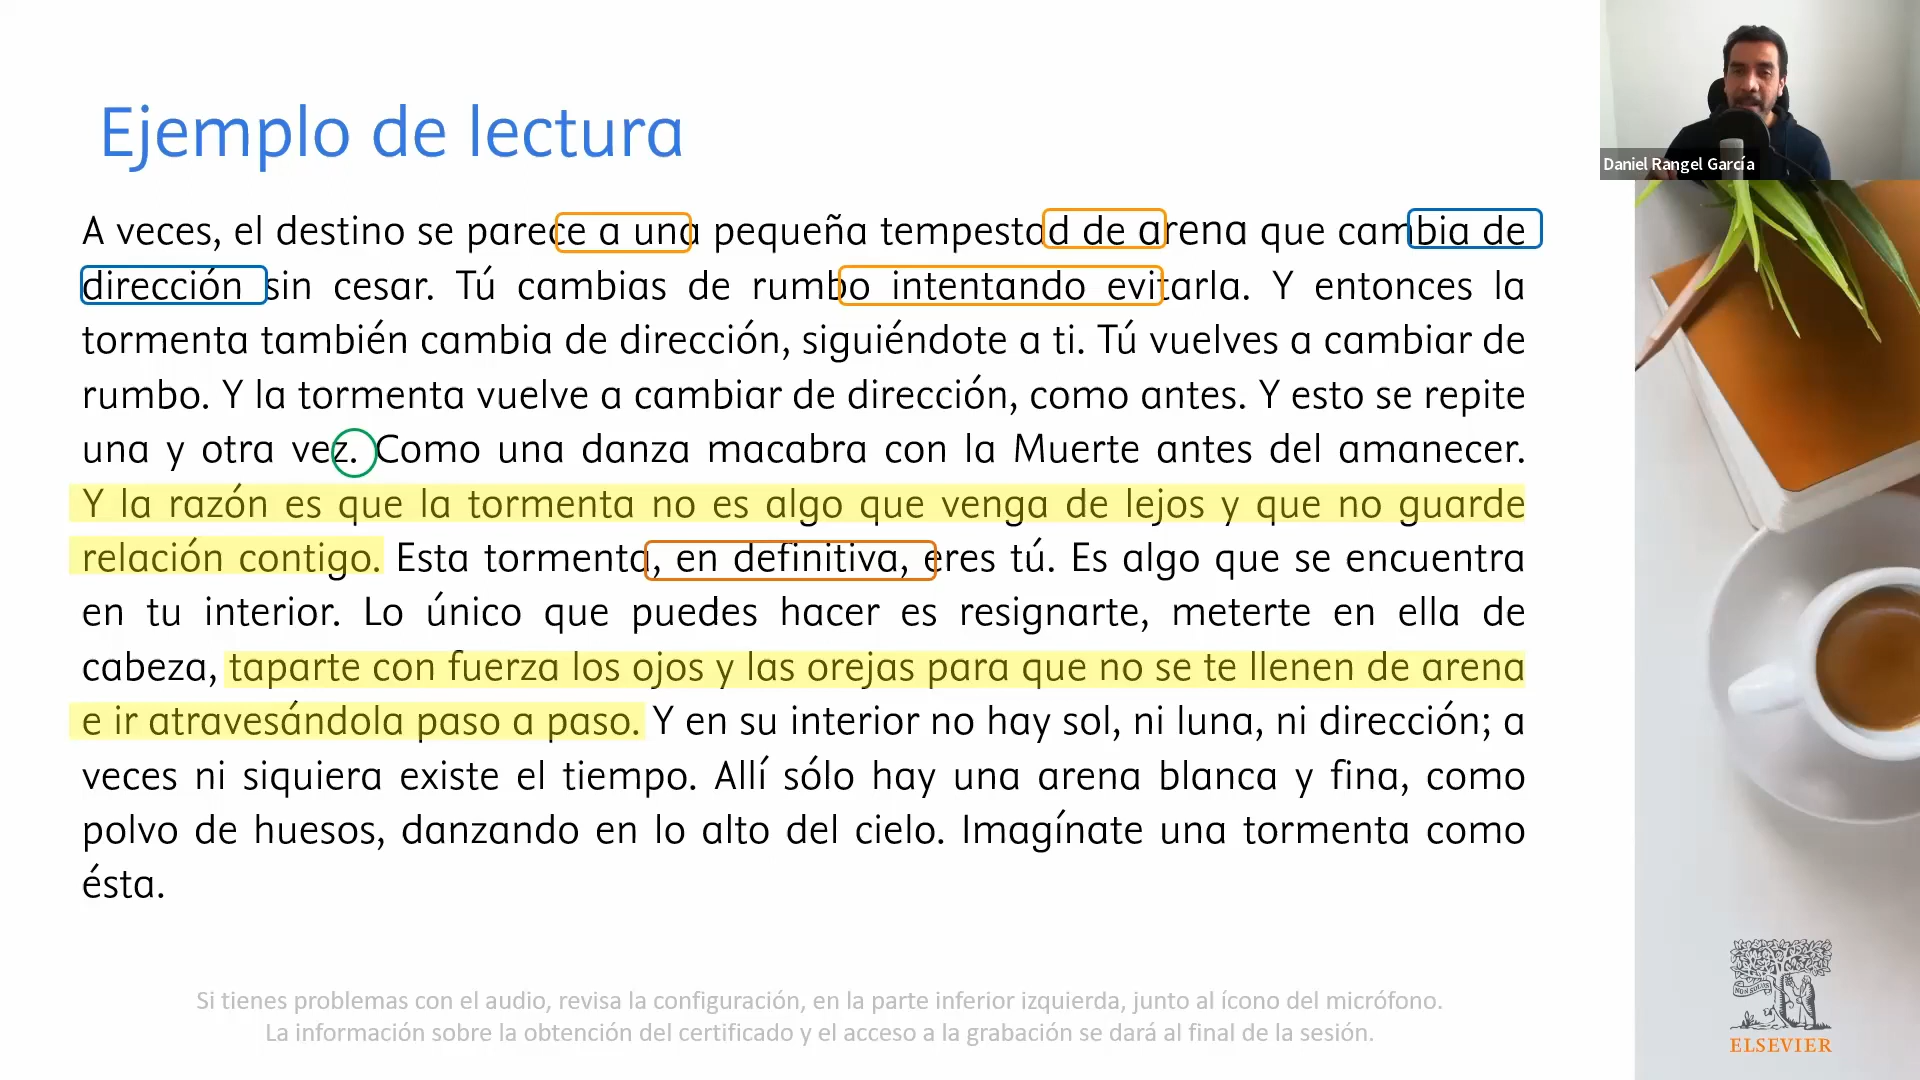 Ejemplo de lectura
Daniel Rangel García
A veces, el destino se parece a una pequeña tempestad de arena que cambia de
dirección sin cesar. Tú cambias de rumbo intentando evitarla. Y entonces la
tormenta también cambia de dirección, siguiéndote a ti. Tú vuelves a cambiar de
rumbo. Y la tormenta vuelve a cambiar de dirección, como antes. Y esto se repite
una y otra vez. Como una danza macabra con la Muerte antes del amanecer.
Y la razón es que la tormenta no es algo que venga de lejos y que no guarde
relación contigo. Esta tormenta, en definitiva, eres tú. Es algo que se encuentra
en tu interior. Lo único que puedes hacer es resignarte, meterte en ella de
cabeza, taparte con fuerza los ojos y las orejas para que no se te llenen de arena
e ir atravesándola paso a paso. Y en su interior no hay sol, ni luna, ni dirección; a
veces ni siquiera existe el tiempo. Allí sólo hay una arena blanca y fina, como
polvo de huesos, danzando en lo alto del cielo. Imagínate una tormenta como
ésta.
Si tienes problemas con el audio, revisa la configuración, en la parte inferior izquierda, junto al ícono del micrófono.
La información sobre la obtención del certificado y el acceso a la grabación se dará al final de la sesión.
NON SOLUS
ELSEVIER